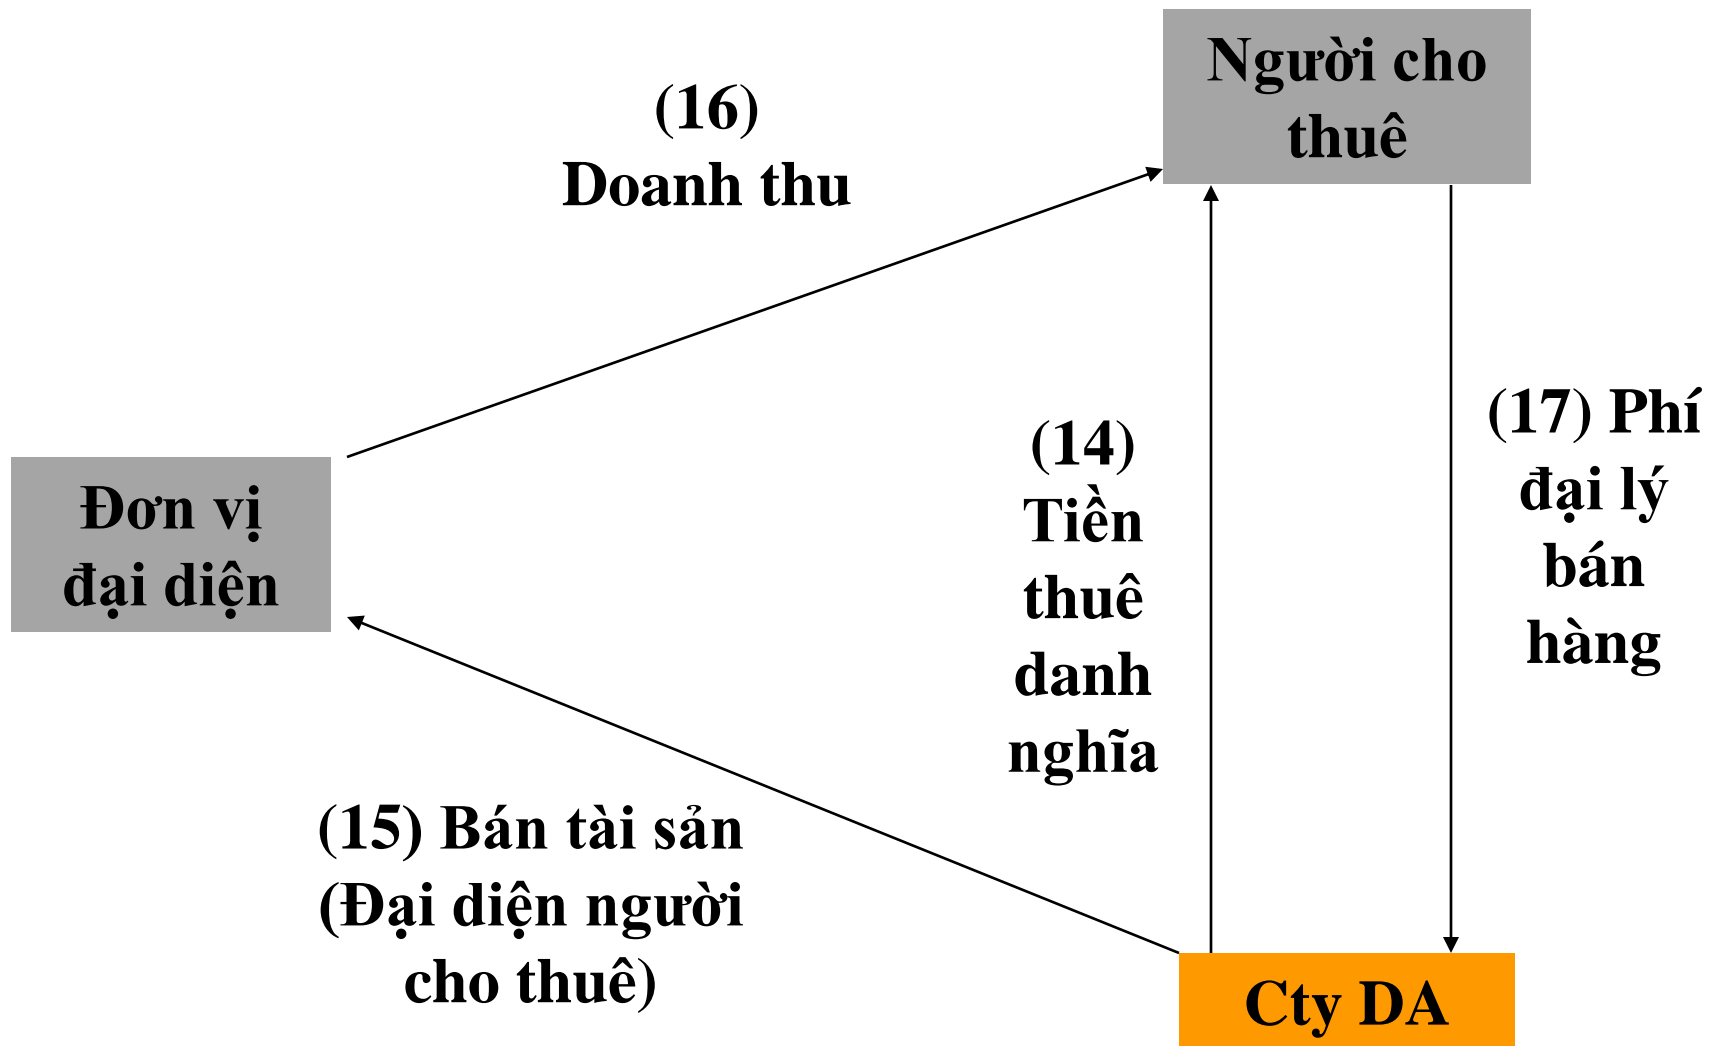 Người cho
thuê
(16)
Doanh thu
(17) Phí
đại lý
bán
hàng
(14)
Tiền
thuê
danh
nghĩa
Đơn vị
đại diện
(15) Bán tài sản
(Đại diện người
cho thuê)
Cty DA